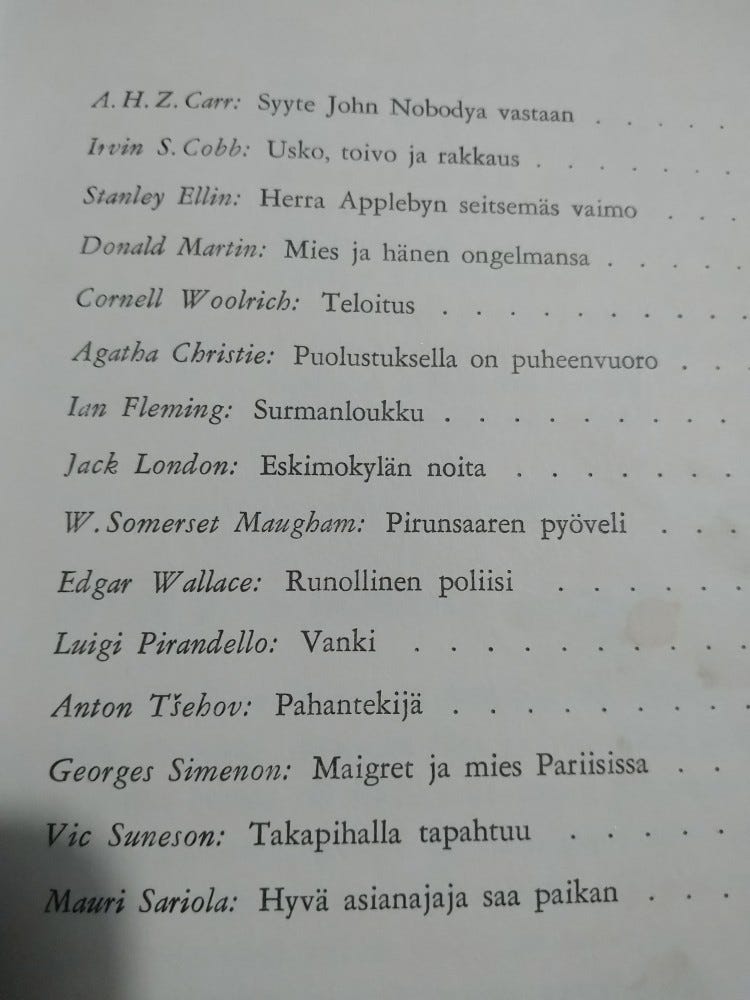 A. H. Z. Carr: Syyte John Nobodya vastaan . . . .
Irvin S. Cobb: Usko, toivo ja rakkaus . . . . . .
Stanley Ellin: Herra Applebyn seitsemäs vaimo . . .
Donald Martin: Mies ja hänen ongelmansa . . . . .
Cornell Woolrich: Teloitus . . . . . . . . .
Agatha Christie: Puolustuksella on puheenvuoro . . .
Ian Fleming: Surmanloukku . . . . . . . .
Jack London: Eskimokylän noita . . . . . . .
W. Somerset Maugham: Pirunsaaren pyöveli . . .
Edgar Wallace: Runollinen poliisi . . . . . .
Luigi Pirandello: Vanki . . . . . . . . . .
Anton Tšehov: Pahantekijä . . . . . . . . .
Georges Simenon: Maigret ja mies Pariisissa . .
Vic Suneson: Takapihalla tapahtuu . . . . .
Mauri Sariola: Hyvä asianajaja saa paikan . . .